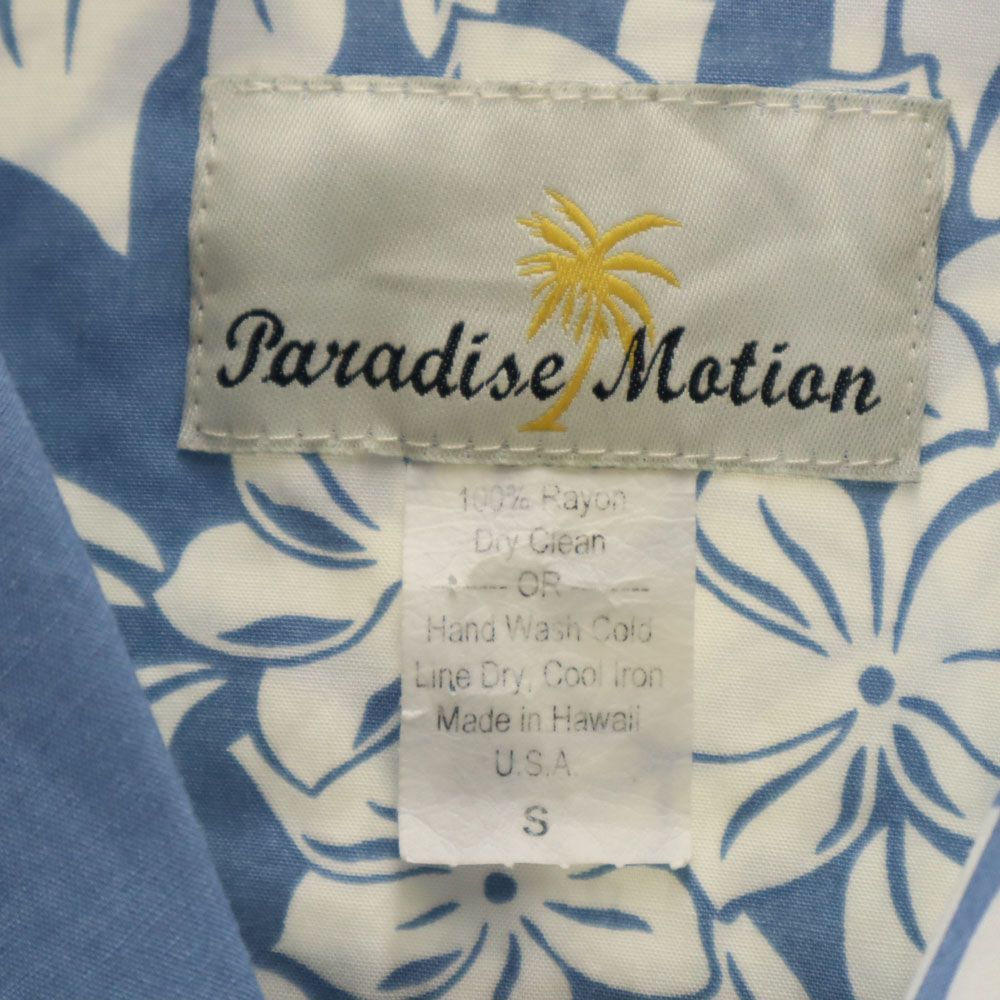 Paradise Motion
100% Rayon
Dry Clean
---- OR --------
Hand Wash Cold
Line Dry, Cool Iron
Made in Hawaii
U.S.A.
S